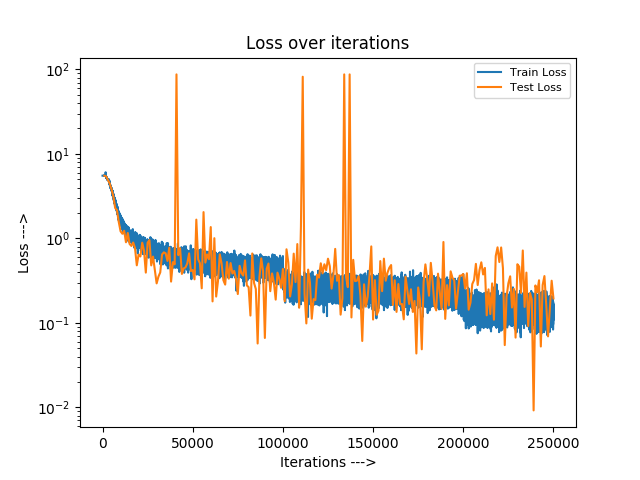 Loss over iterations
Train Loss
Test Loss
10²
10¹
10⁰
10⁻¹
10⁻²
Loss --->
0 50000 100000 150000 200000 250000
Iterations --->